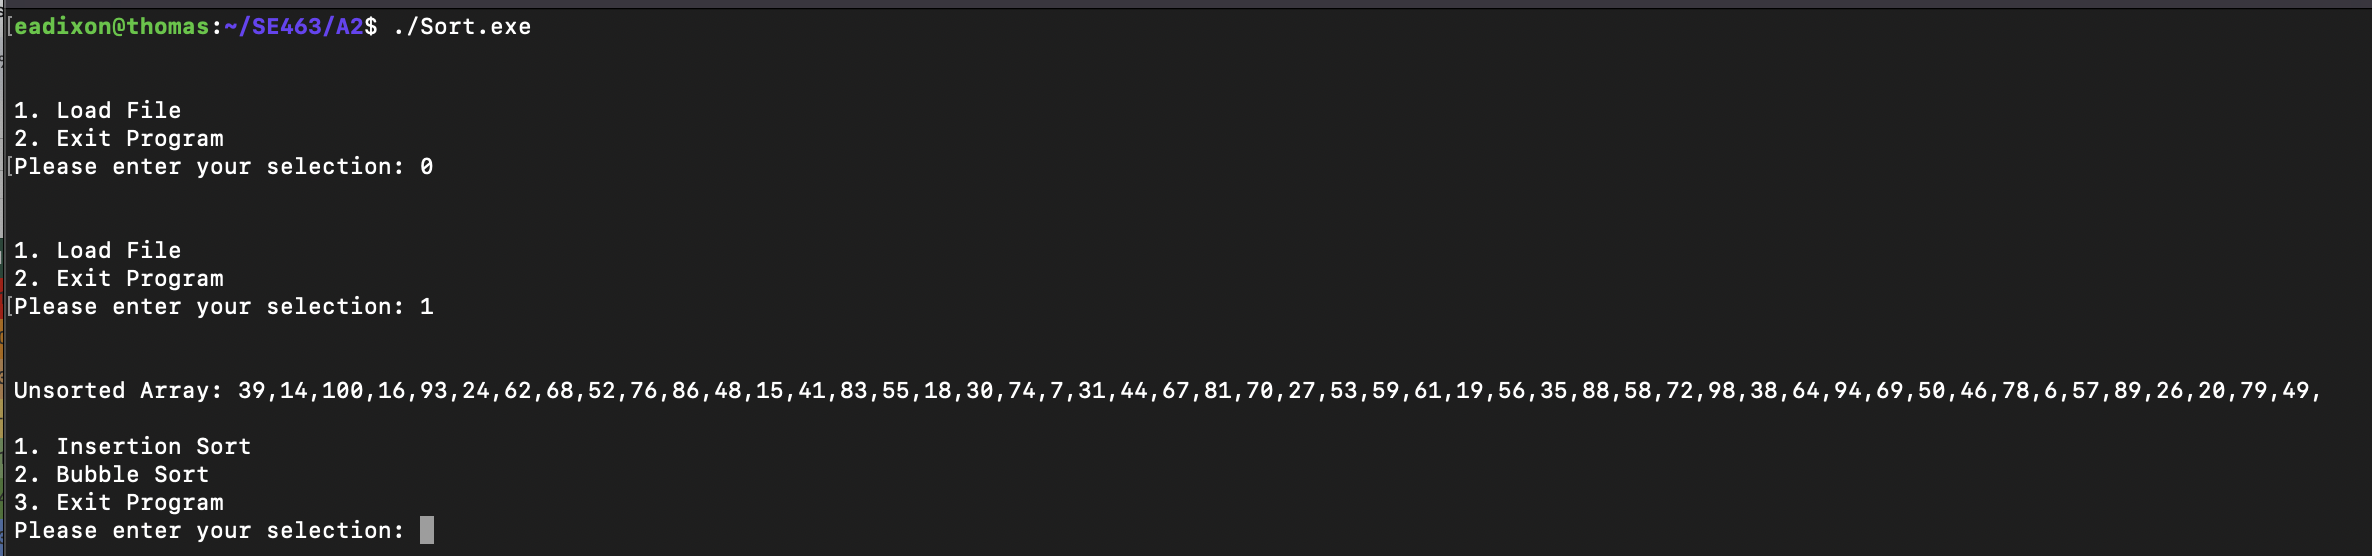 eadixon@thomas:~/SE463/A2$ ./Sort.exe
1. Load File
2. Exit Program
[Please enter your selection: 0
1. Load File
2. Exit Program
[Please enter your selection: 1
Unsorted Array: 39,14,100,16,93,24,62,68,52,76,86,48,15,41,83,55,18,30,74,7,31,44,67,81,70,27,53,59,61,19,56,35,88,58,72,98,38,64,94,69,50,46,78,6,57,89,26,20,79,49,
1. Insertion Sort
2. Bubble Sort
3. Exit Program
Please enter your selection: